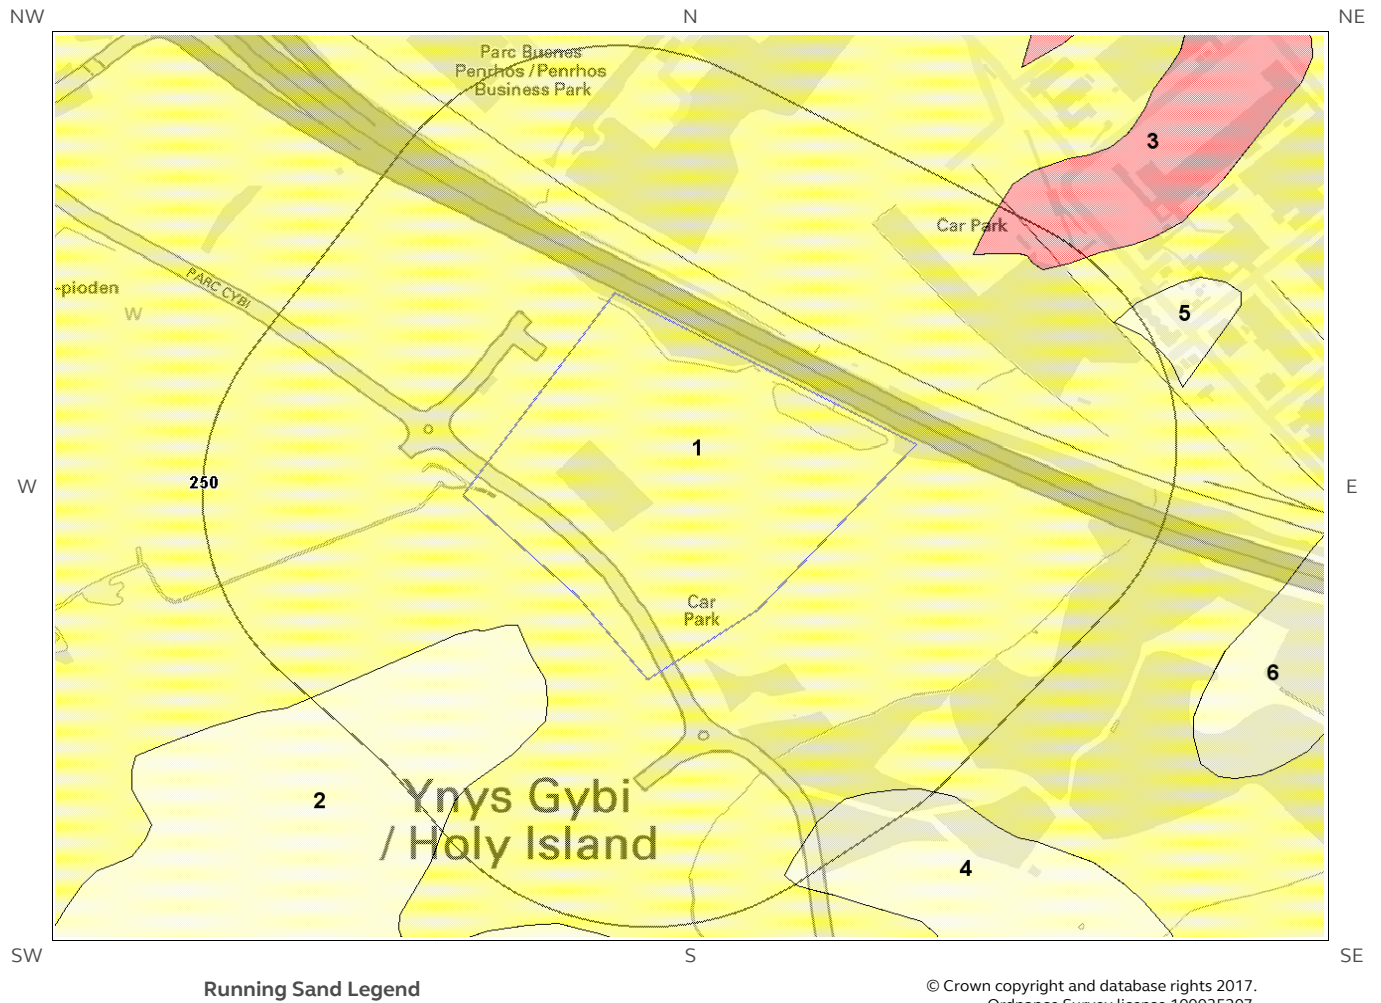 NW
N
NE
Parc Buenes
Penrhos / Penrhos
Business Park
3
Car Park
PARC CYBI
-pioden
W
5
1
W
250
E
Car
Park
6
2
Ynys Gybi
/ Holy Island
4
SW
S
SE
Running Sand Legend
© Crown copyright and database rights 2017.